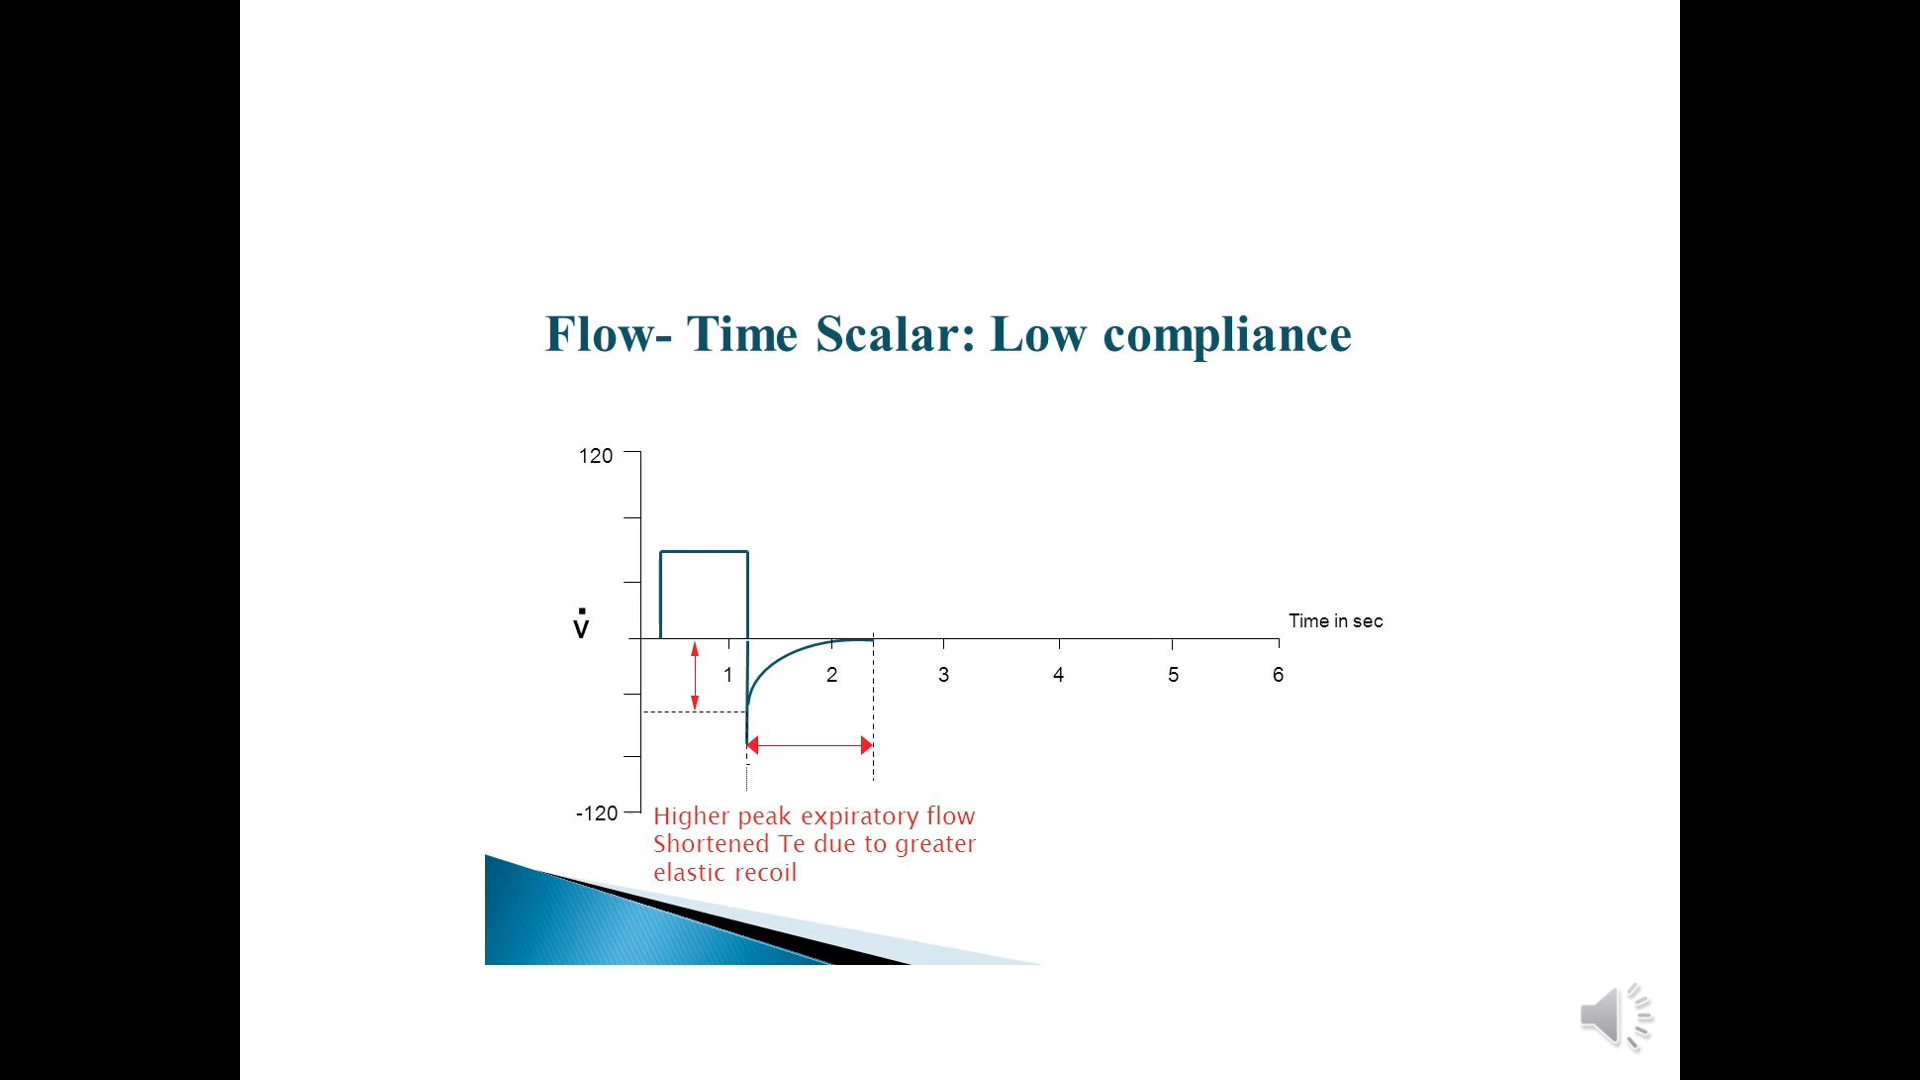 Flow- Time Scalar: Low compliance
120
V̇
Time in sec
1 2 3 4 5 6
-120
Higher peak expiratory flow
Shortened Te due to greater
elastic recoil